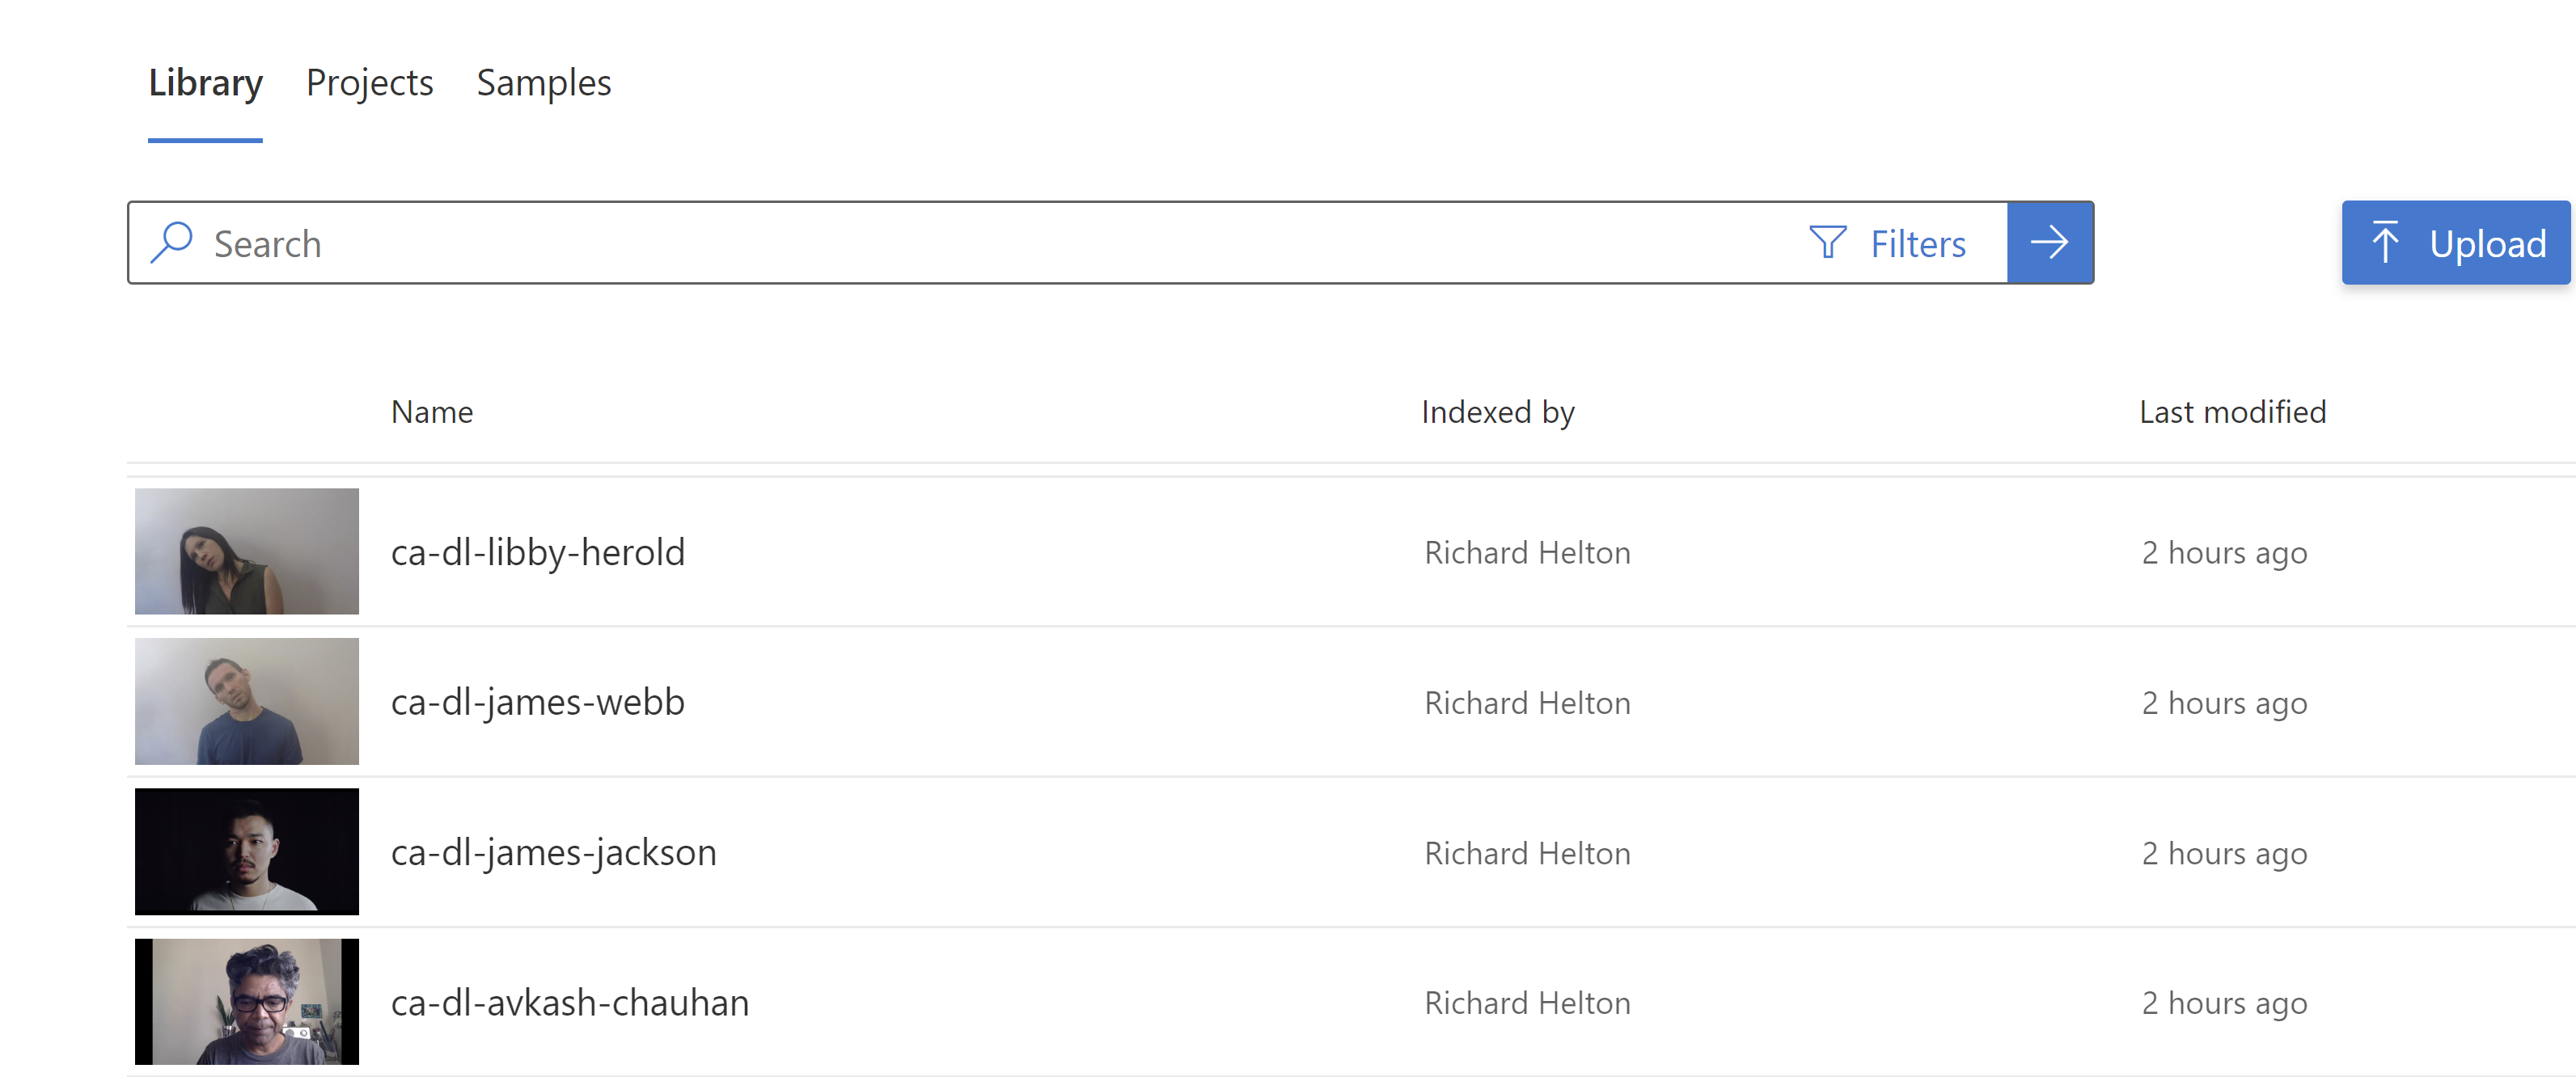 Library Projects Samples
Search Filters Upload
Name Indexed by Last modified
ca-dl-libby-herold Richard Helton 2 hours ago
ca-dl-james-webb Richard Helton 2 hours ago
ca-dl-james-jackson Richard Helton 2 hours ago
ca-dl-avkash-chauhan Richard Helton 2 hours ago